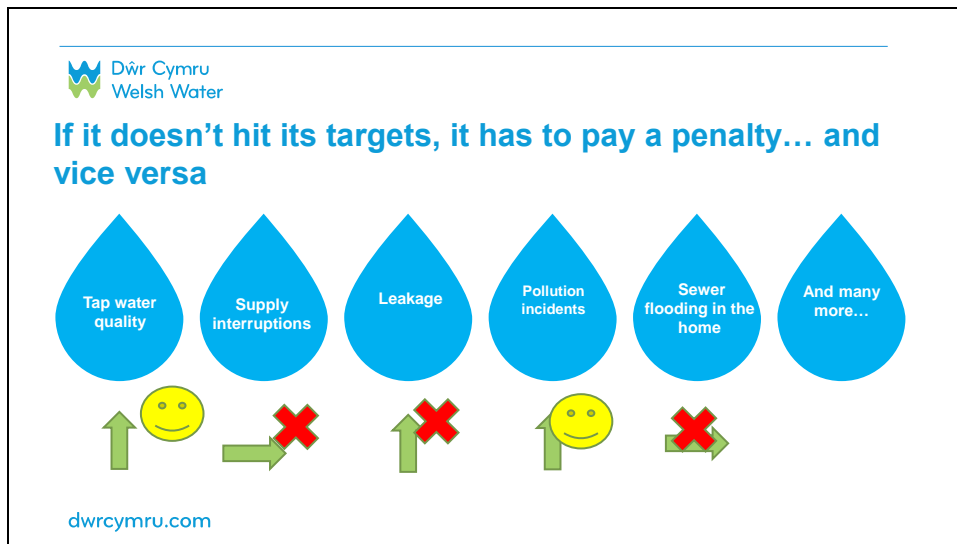 Dŵr Cymru
Welsh Water
If it doesn’t hit its targets, it has to pay a penalty… and
vice versa
Tap water
quality
Supply
interruptions
Leakage
Pollution
incidents
Sewer
flooding in the
home
And many
more…
dwrcymru.com